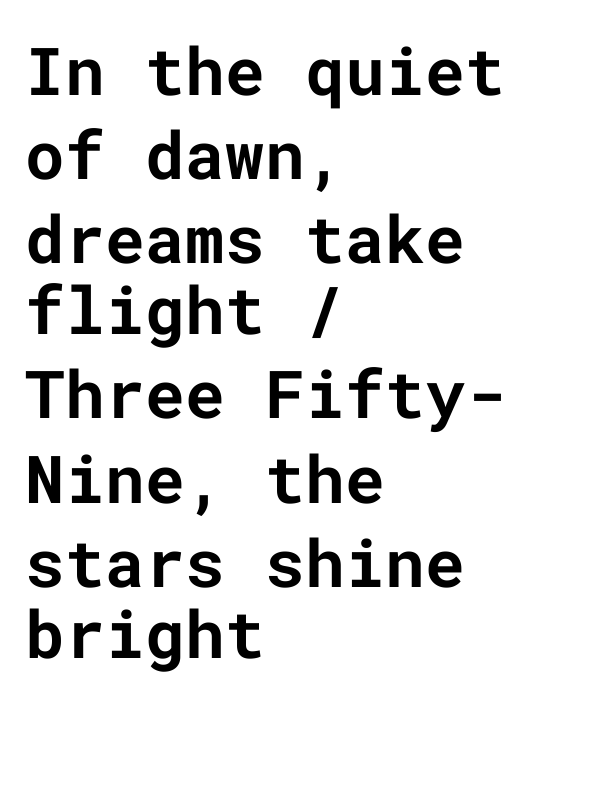 In the quiet
of dawn,
dreams take
flight /
Three Fifty-
Nine, the
stars shine
bright